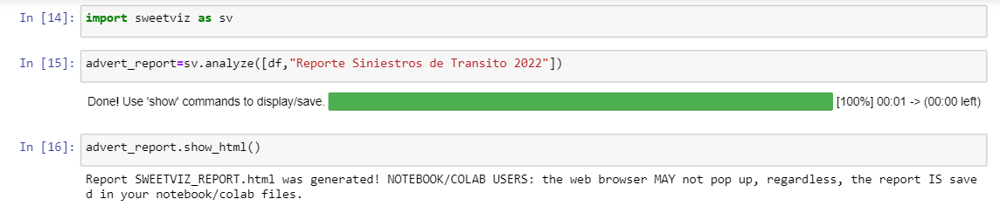 In [14]: import sweetviz as sv
In [15]: advert_report=sv.analyze([df,"Reporte Siniestros de Transito 2022"])
Done! Use 'show' commands to display/save. [100%] 00:01 -> (00:00 left)
In [16]: advert_report.show_html()
Report SWEETVIZ_REPORT.html was generated! NOTEBOOK/COLAB USERS: the web browser MAY not pop up, regardless, the report IS save
d in your notebook/colab files.